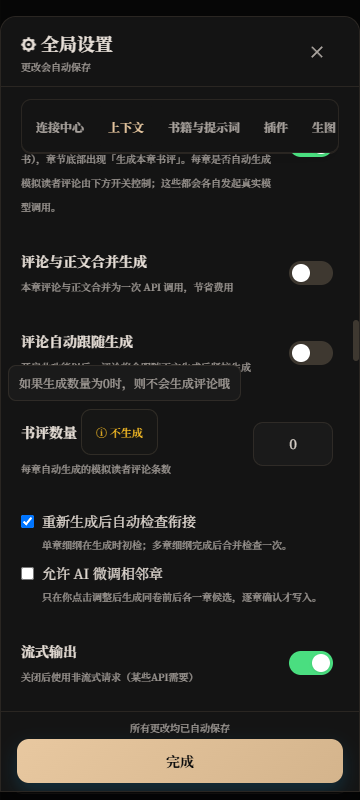 全局设置
更改会自动保存
连接中心 上下文 书籍与提示词 插件 生图
书），章节底部出现「生成本章书评」。每章是否自动生成
模拟读者评论由下方开关控制；这些都会各自发起真实模
型调用。
评论与正文合并生成
本章评论与正文合并为一次 API 调用，节省费用
评论自动跟随生成
如果生成数量为0时，则不会生成评论哦
书评数量 ⓘ 不生成 0
每章自动生成的模拟读者评论条数
重新生成后自动检查衔接
单章细纲在生成时初检；多章细纲完成后合并检查一次。
允许 AI 微调相邻章
只在你点击调整后生成同卷前后各一章候选，逐章确认才写入。
流式输出
关闭后使用非流式请求（某些API需要）
所有更改均已自动保存
完成